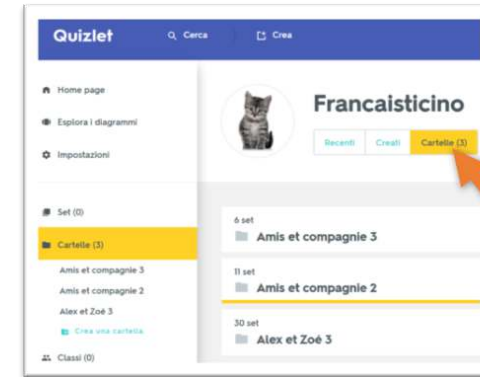 Quizlet
Cerca
Crea
Home page
Esplora i diagrammi
Impostazioni
Set (0)
Cartelle (3)
Amis et compagnie 3
Amis et compagnie 2
Alex et Zoé 3
Crea una cartella
Classi (0)
Francaisticino
Recenti Creati Cartelle (3)
6 set
Amis et compagnie 3
11 set
Amis et compagnie 2
30 set
Alex et Zoé 3